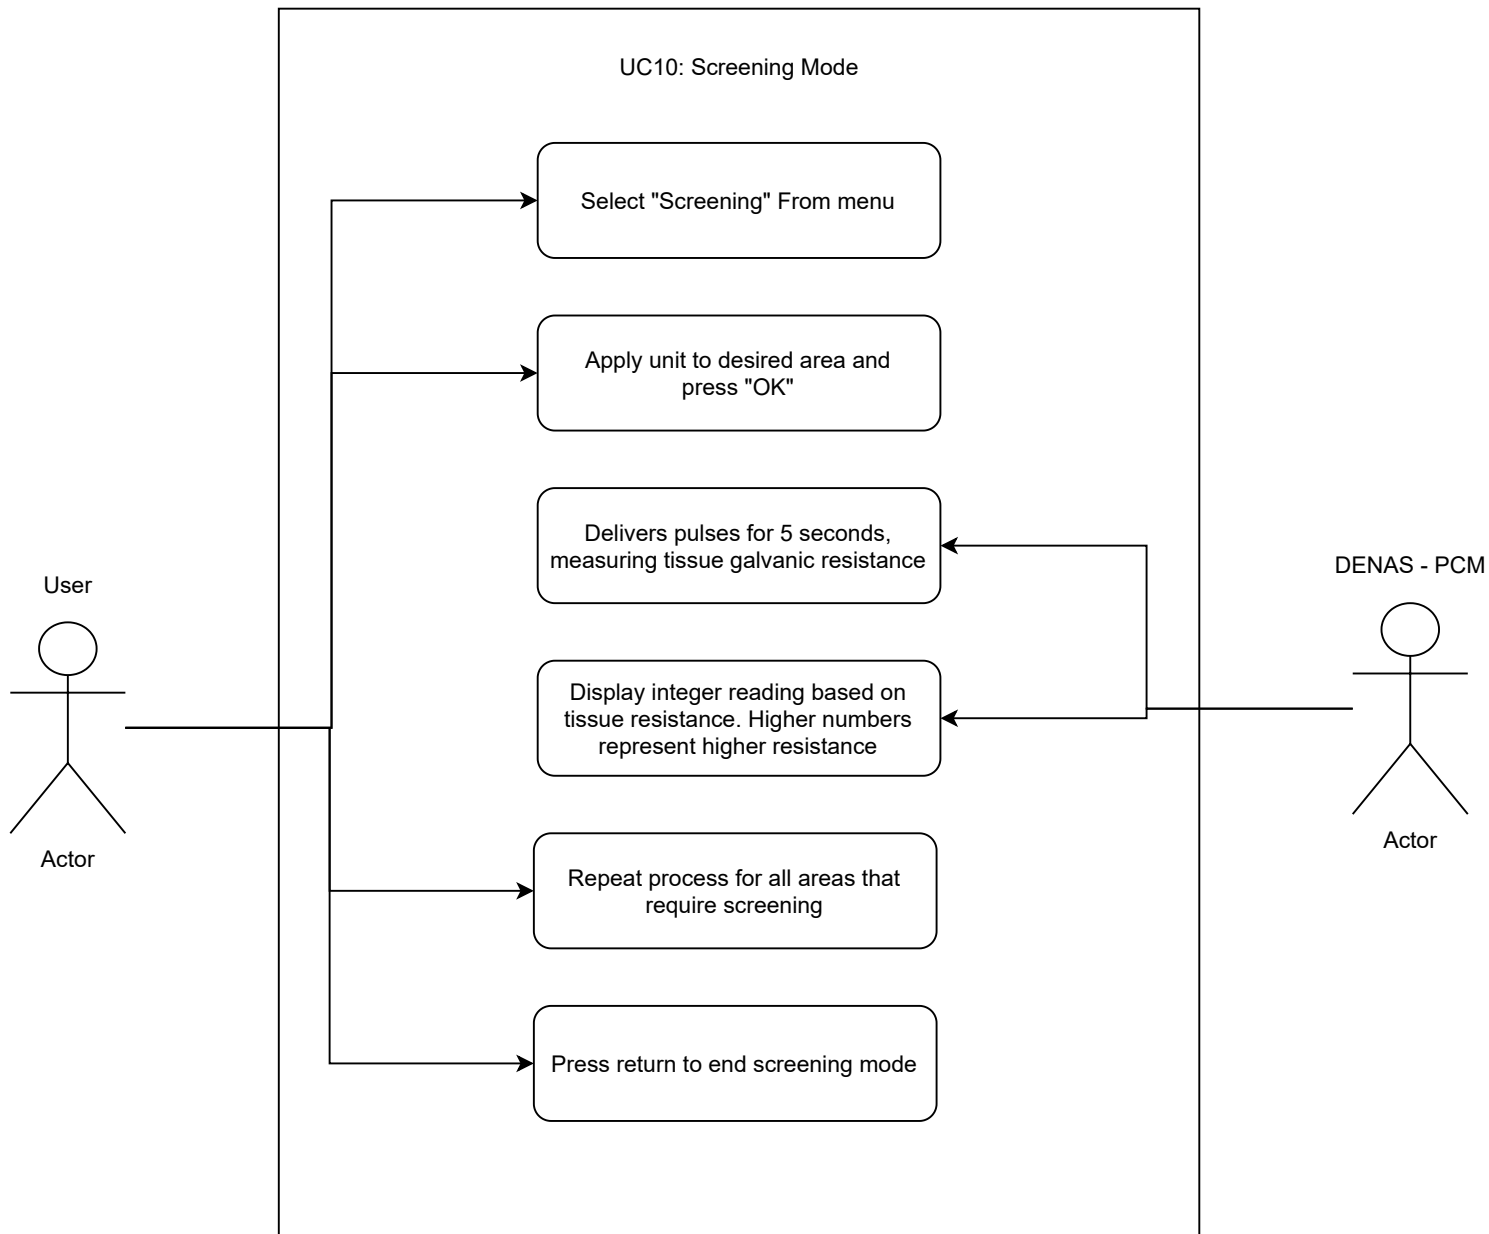 UC10: Screening Mode
Select "Screening" From menu
Apply unit to desired area and
press "OK"
Delivers pulses for 5 seconds,
measuring tissue galvanic resistance
User
DENAS - PCM
Display integer reading based on
tissue resistance. Higher numbers
represent higher resistance
Actor
Actor
Repeat process for all areas that
require screening
Press return to end screening mode